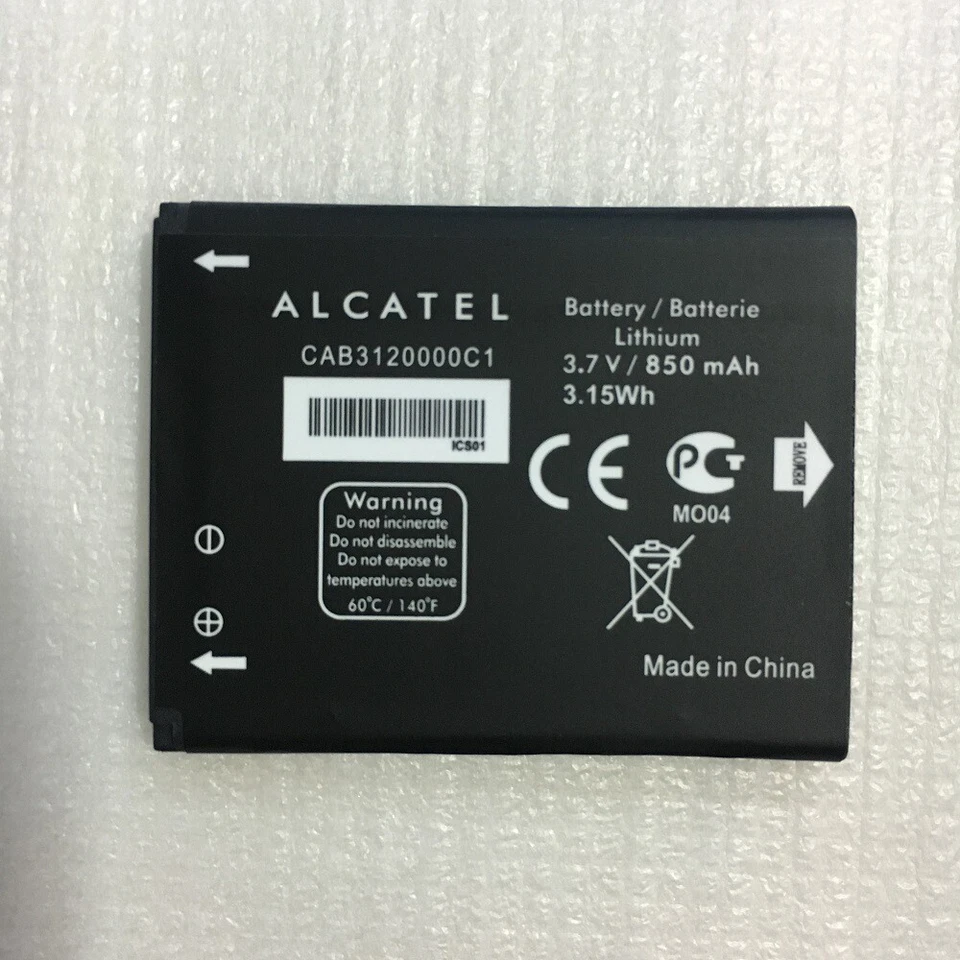 ALCATEL
CAB3120000C1
ICS01
Warning
Do not incinerate
Do not disassemble
Do not expose to
temperatures above
60°C / 140°F
Battery / Batterie
Lithium
3.7 V / 850 mAh
3.15Wh
CE
PCT
MO04
REMOVE
Made in China